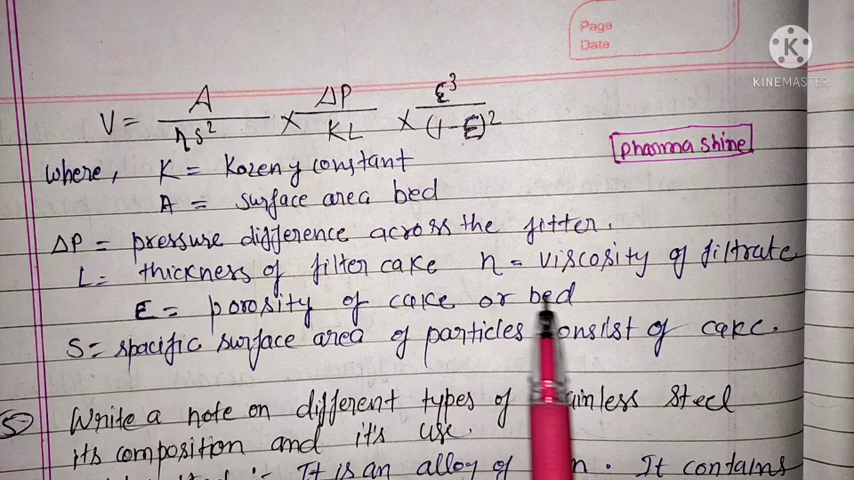 Page
Date
KINEMASTER
V = A / ηs² × ΔP / KL × ε³ / (1-ε)²
pharma shine
where, K = Kozeny constant
A = surface area bed
ΔP = pressure difference across the fitter.
L = thickness of filter cake η = viscosity of filtrate
ε = porosity of cake or bed
S = spacific surface area of particles consist of cake.
5 Write a note on different types of stainless steel
its composition and it's use.
:- It is an alloy of. It contains